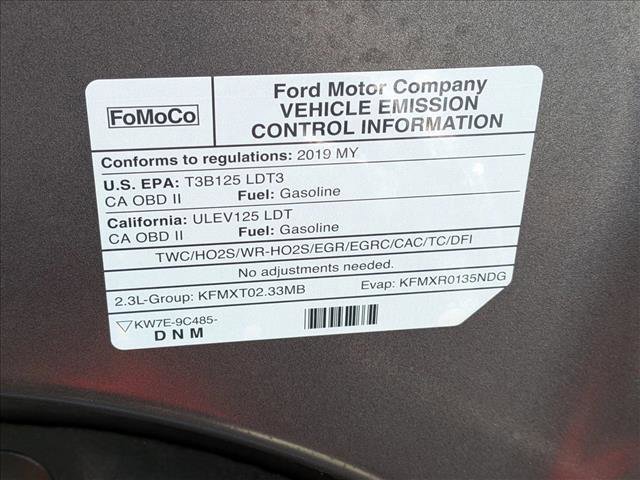 FoMoCo
Ford Motor Company
VEHICLE EMISSION
CONTROL INFORMATION
Conforms to regulations: 2019 MY
U.S. EPA: T3B125 LDT3
CA OBD II Fuel: Gasoline
California: ULEV125 LDT
CA OBD II Fuel: Gasoline
TWC/HO2S/WR-HO2S/EGR/EGRC/CAC/TC/DFI
No adjustments needed.
2.3L-Group: KFMXT02.33MB Evap: KFMXR0135NDG
KW7E-9C485-
D N M